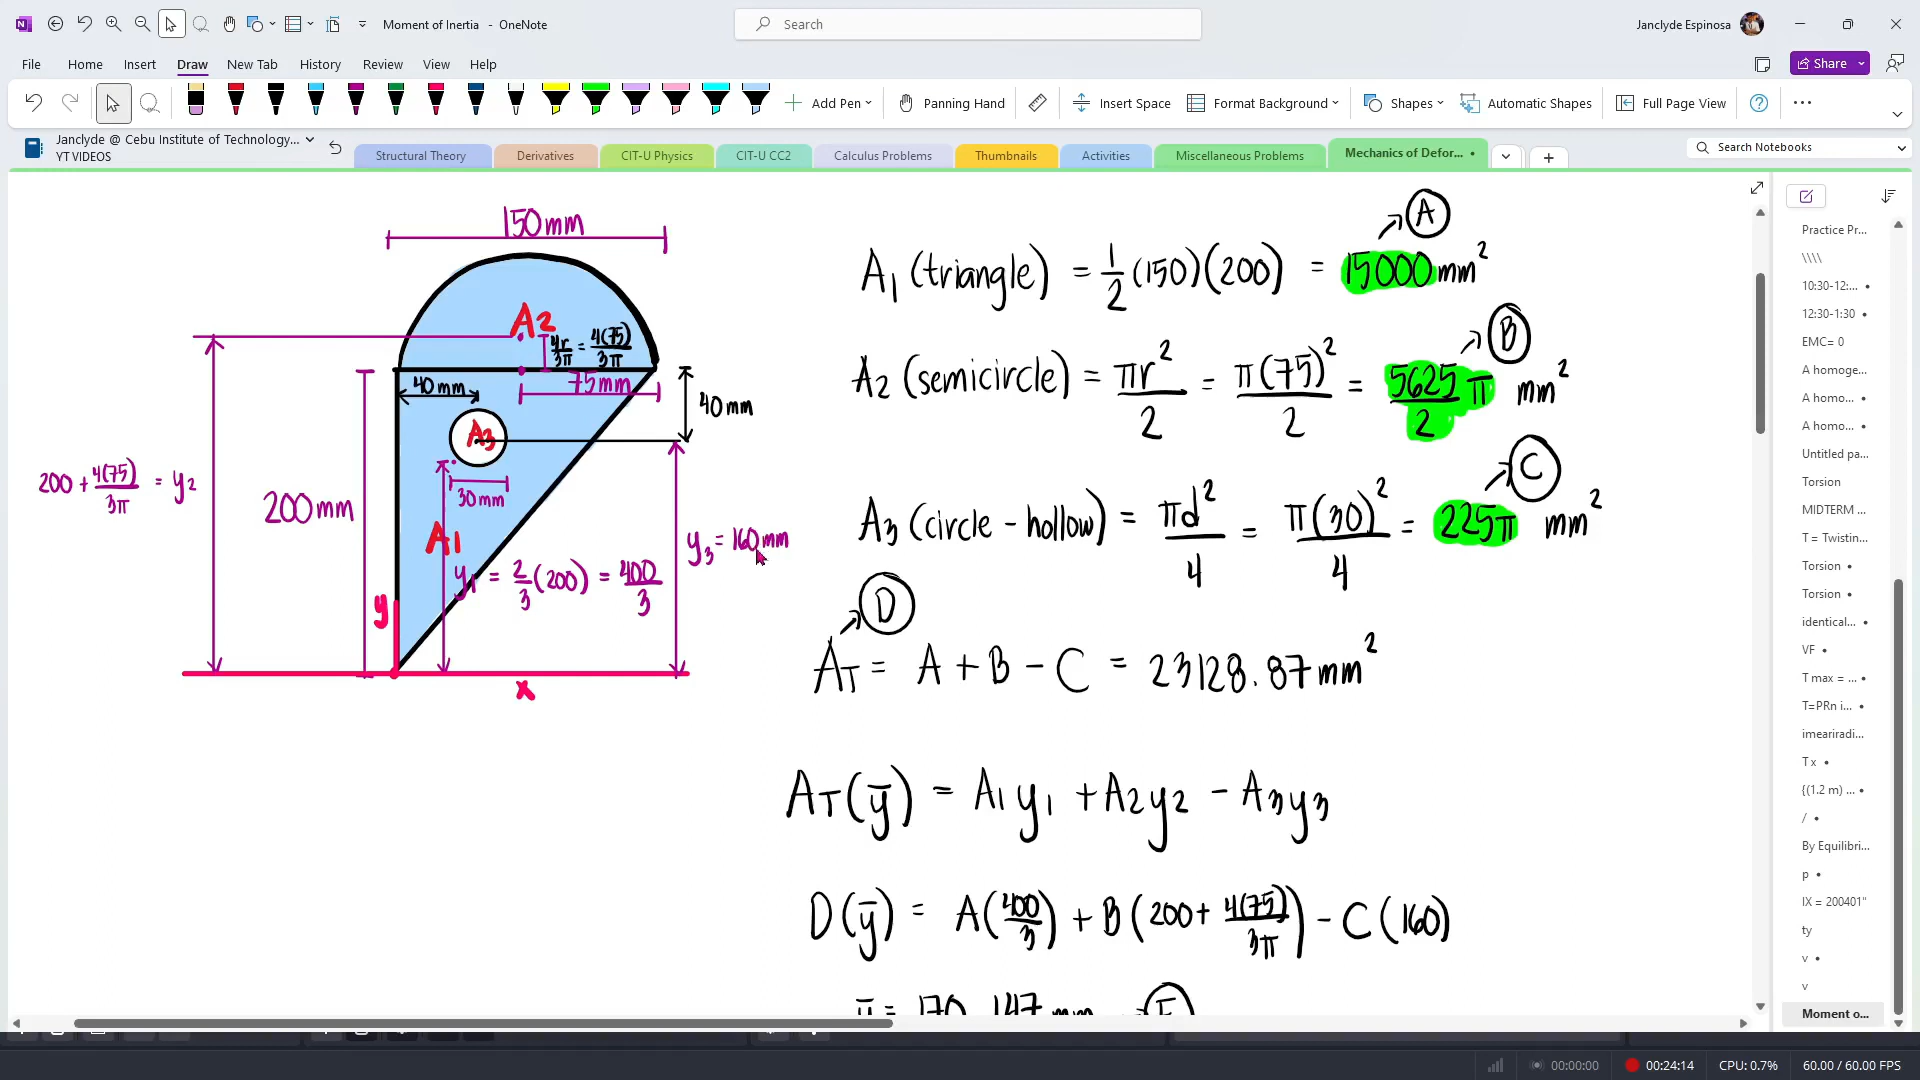 Moment of Inertia - OneNote
Search
Janclyde Espinosa
File Home Insert Draw New Tab History Review View Help
Share
Add Pen
Panning Hand
Insert Space
Format Background
Shapes
Automatic Shapes
Full Page View
Janclyde @ Cebu Institute of Technology...
YT VIDEOS
Structural Theory
Derivatives
CIT-U Physics
CIT-U CC2
Calculus Problems
Thumbnails
Activities
Miscellaneous Problems
Mechanics of Defor...
Search Notebooks
150mm
A2
4r/3π = 4(75)/3π
40mm
75mm
40mm
A3
30mm
200 + 4(75)/3π = y2
200mm
A1
y1 = 2/3(200) = 400/3
y3 = 160mm
y
x
A
A1 (triangle) = 1/2 (150)(200) = 15000 mm²
B
A2 (semicircle) = πr²/2 = π(75)²/2 = 5625π/2 mm²
C
A3 (circle - hollow) = πd²/4 = π(30)²/4 = 225π mm²
D
AT = A + B - C = 23128.87 mm²
AT(ȳ) = A1y1 + A2y2 - A3y3
D(ȳ) = A(400/3) + B(200 + 4(75)/3π) - C(160)
Practice Pr...
\\\\
10:30-12:...
12:30-1:30
EMC= 0
A homoge...
A homo...
A homo...
Untitled pa...
Torsion
MIDTERM ...
T = Twistin...
Torsion
Torsion
identical...
VF
T max = ...
T=PRn i...
imeariradi...
T x
{(1.2 m) ...
/
By Equilibri...
p
IX = 200401"
ty
v
v
Moment o...
00:00:00
00:24:14
CPU: 0.7%
60.00 / 60.00 FPS